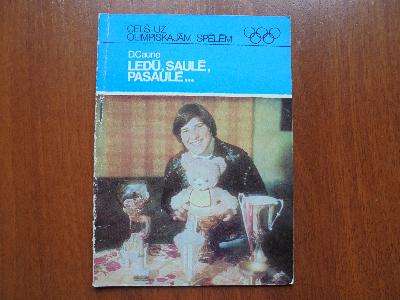 CEĻŠ UZ
OLIMPISKAJĀM SPĒLĒM
D.Caune
LEDŪ, SAULĒ,
PASAULĒ...